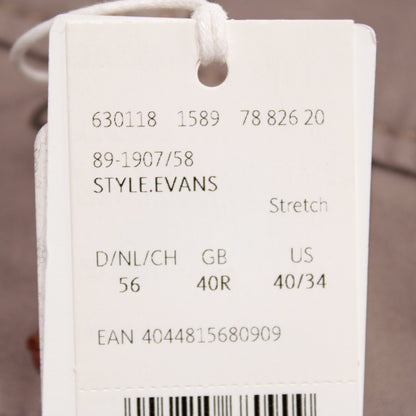 630118 1589 78 826 20
89-1907/58
STYLE.EVANS
Stretch
D/NL/CH GB US
56 40R 40/34
EAN 4044815680909